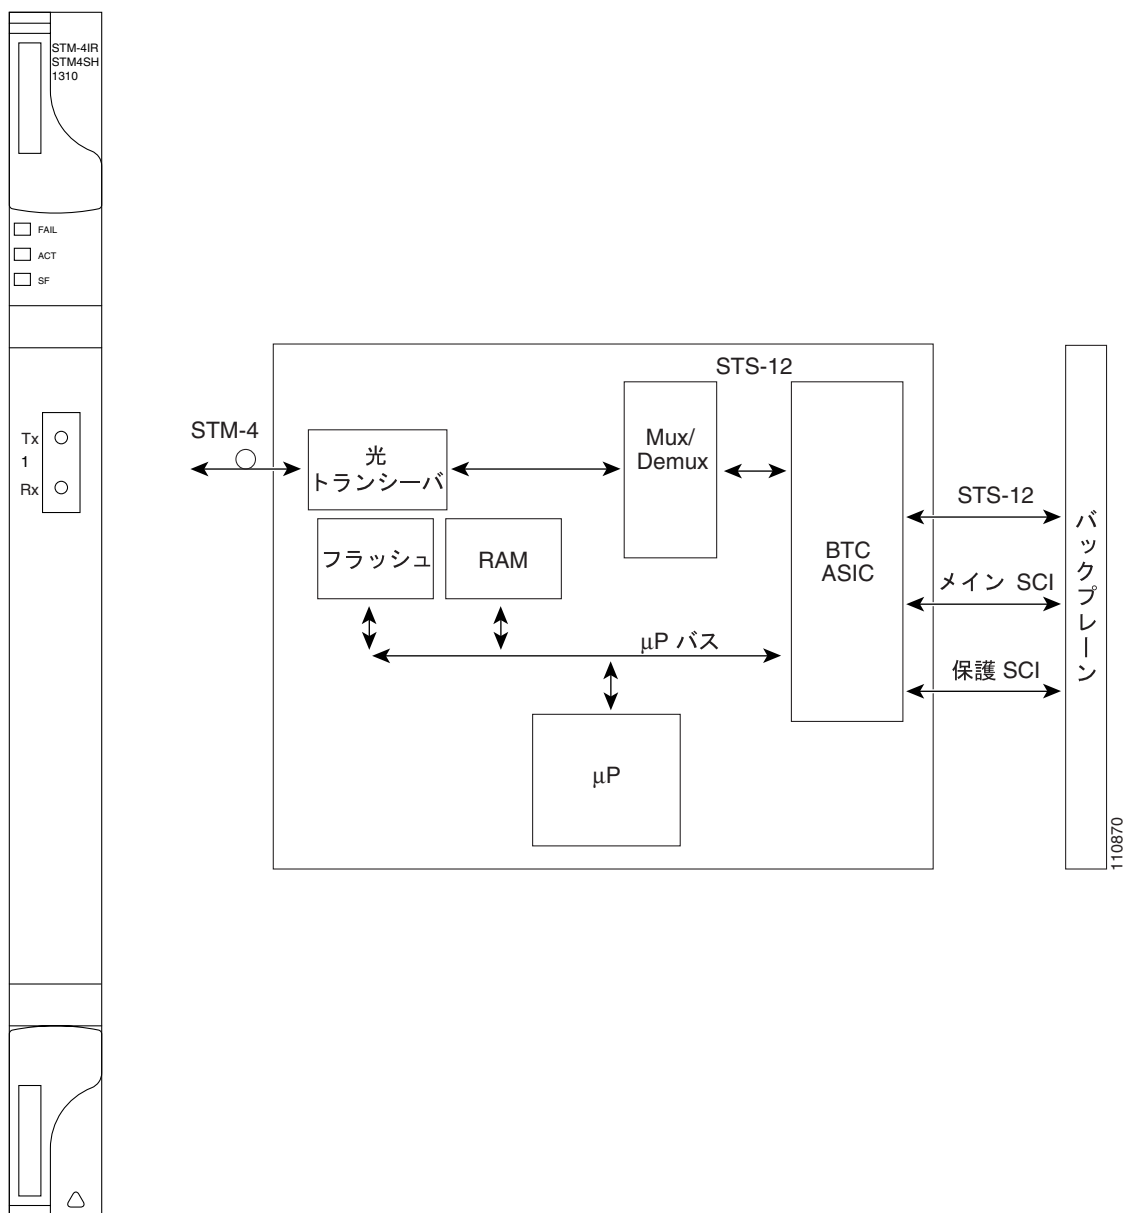 STM-4IR
STM4SH
1310
FAIL
ACT
SF
Tx
1
Rx
STM-4
光
トランシーバ
フラッシュ
RAM
Mux/
Demux
STS-12
BTC
ASIC
μP バス
μP
STS-12
メイン SCI
保護 SCI
バックプレーン
110870